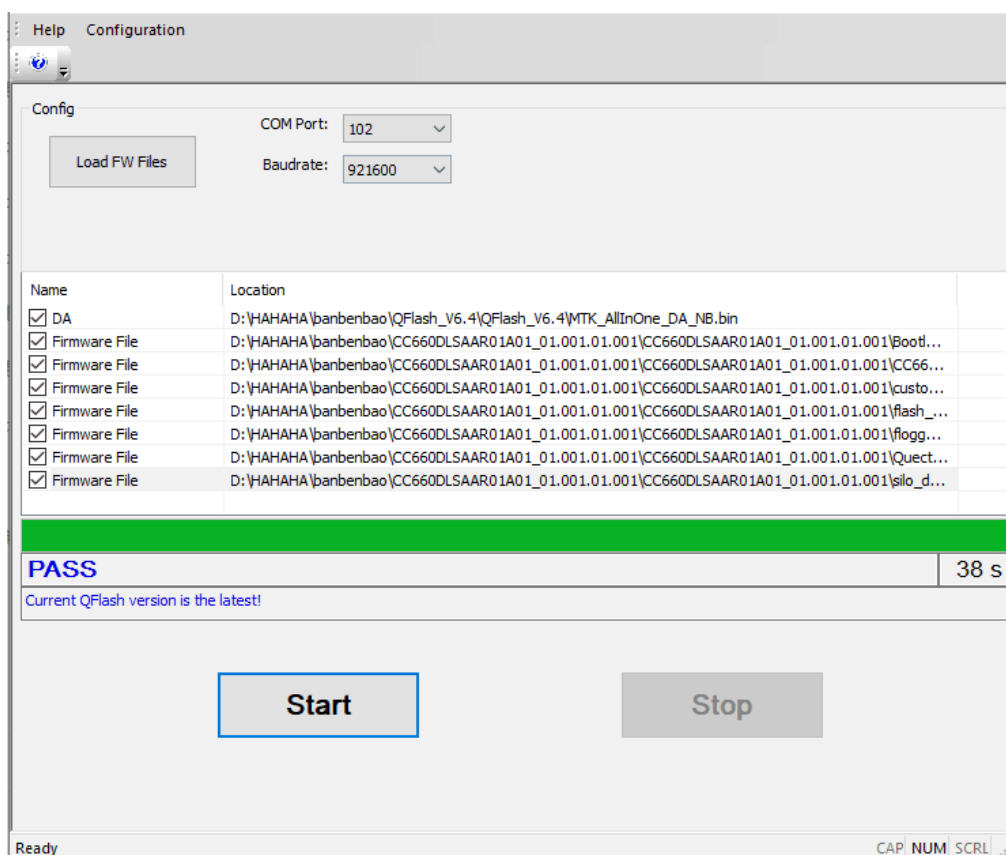 Help Configuration
Config
COM Port: 102
Load FW Files
Baudrate: 921600
Name Location
DA D:\HAHAHA\banbenbao\QFlash_V6.4\QFlash_V6.4\MTK_AllInOne_DA_NB.bin
Firmware File D:\HAHAHA\banbenbao\CC660DLSAAR01A01_01.001.01.001\CC660DLSAAR01A01_01.001.01.001\Bootl...
Firmware File D:\HAHAHA\banbenbao\CC660DLSAAR01A01_01.001.01.001\CC660DLSAAR01A01_01.001.01.001\CC66...
Firmware File D:\HAHAHA\banbenbao\CC660DLSAAR01A01_01.001.01.001\CC660DLSAAR01A01_01.001.01.001\custo...
Firmware File D:\HAHAHA\banbenbao\CC660DLSAAR01A01_01.001.01.001\CC660DLSAAR01A01_01.001.01.001\flash_...
Firmware File D:\HAHAHA\banbenbao\CC660DLSAAR01A01_01.001.01.001\CC660DLSAAR01A01_01.001.01.001\flogg...
Firmware File D:\HAHAHA\banbenbao\CC660DLSAAR01A01_01.001.01.001\CC660DLSAAR01A01_01.001.01.001\Quect...
Firmware File D:\HAHAHA\banbenbao\CC660DLSAAR01A01_01.001.01.001\CC660DLSAAR01A01_01.001.01.001\silo_d...
PASS 38 s
Current QFlash version is the latest!
Start Stop
Ready CAP NUM SCRL